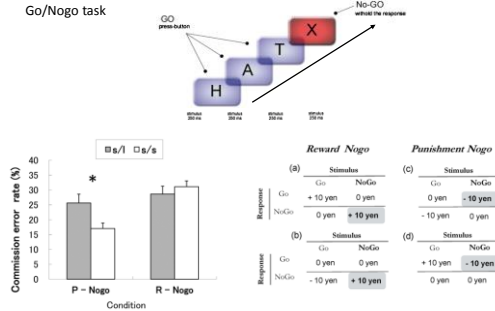 Go/Nogo task
GO
press-button
No-GO
withold the response
H
A
T
X
stimulus
250 ms
stimulus
250 ms
stimulus
250 ms
stimulus
250 ms
s/l s/s
Commission error rate (%)
40
35
30
25
20
15
10
5
0
*
P - Nogo
R - Nogo
Condition
Reward Nogo
Punishment Nogo
(a)
Stimulus
Go NoGo
Response
Go + 10 yen 0 yen
NoGo 0 yen + 10 yen
(c)
Stimulus
Go NoGo
Go 0 yen - 10 yen
NoGo - 10 yen 0 yen
(b)
Stimulus
Go NoGo
Response
Go 0 yen 0 yen
NoGo - 10 yen + 10 yen
(d)
Stimulus
Go NoGo
+ 10 yen - 10 yen
0 yen 0 yen